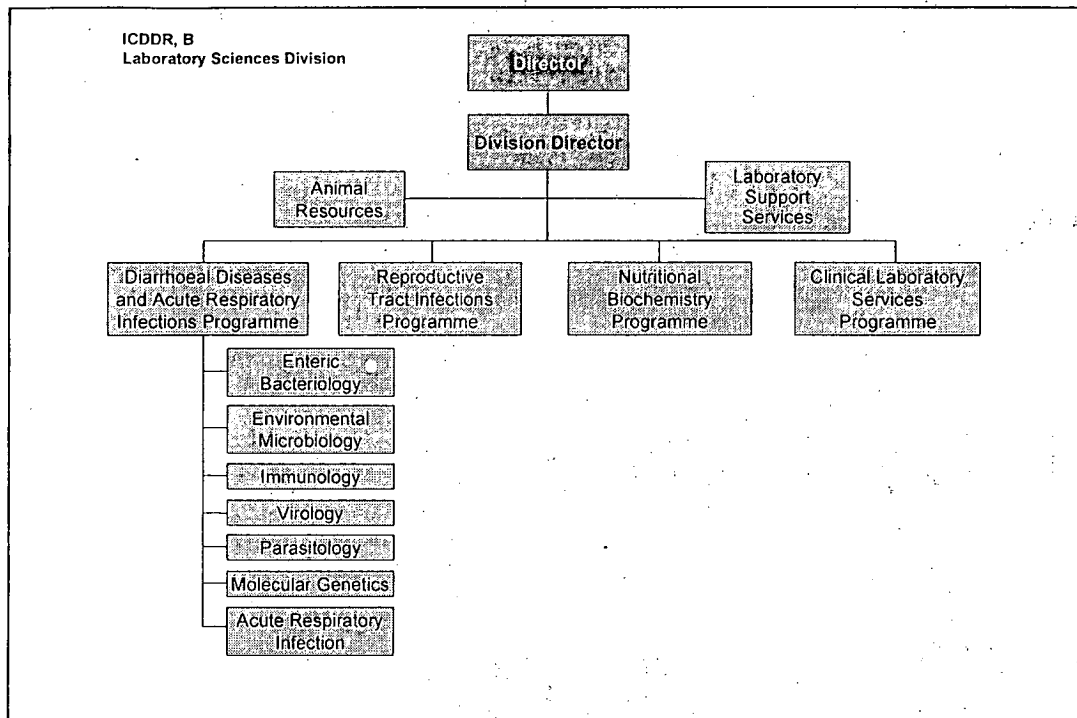 ICDDR, B
Laboratory Sciences Division
Director
Division Director
Animal
Resources
Laboratory
Support
Services
Diarrhoeal Diseases
and Acute Respiratory
Infections Programme
Reproductive
Tract Infections
Programme
Nutritional
Biochemistry
Programme
Clinical Laboratory
Services
Programme
Enteric
Bacteriology
Environmental
Microbiology
Immunology
Virology
Parasitology
Molecular Genetics
Acute Respiratory
Infection